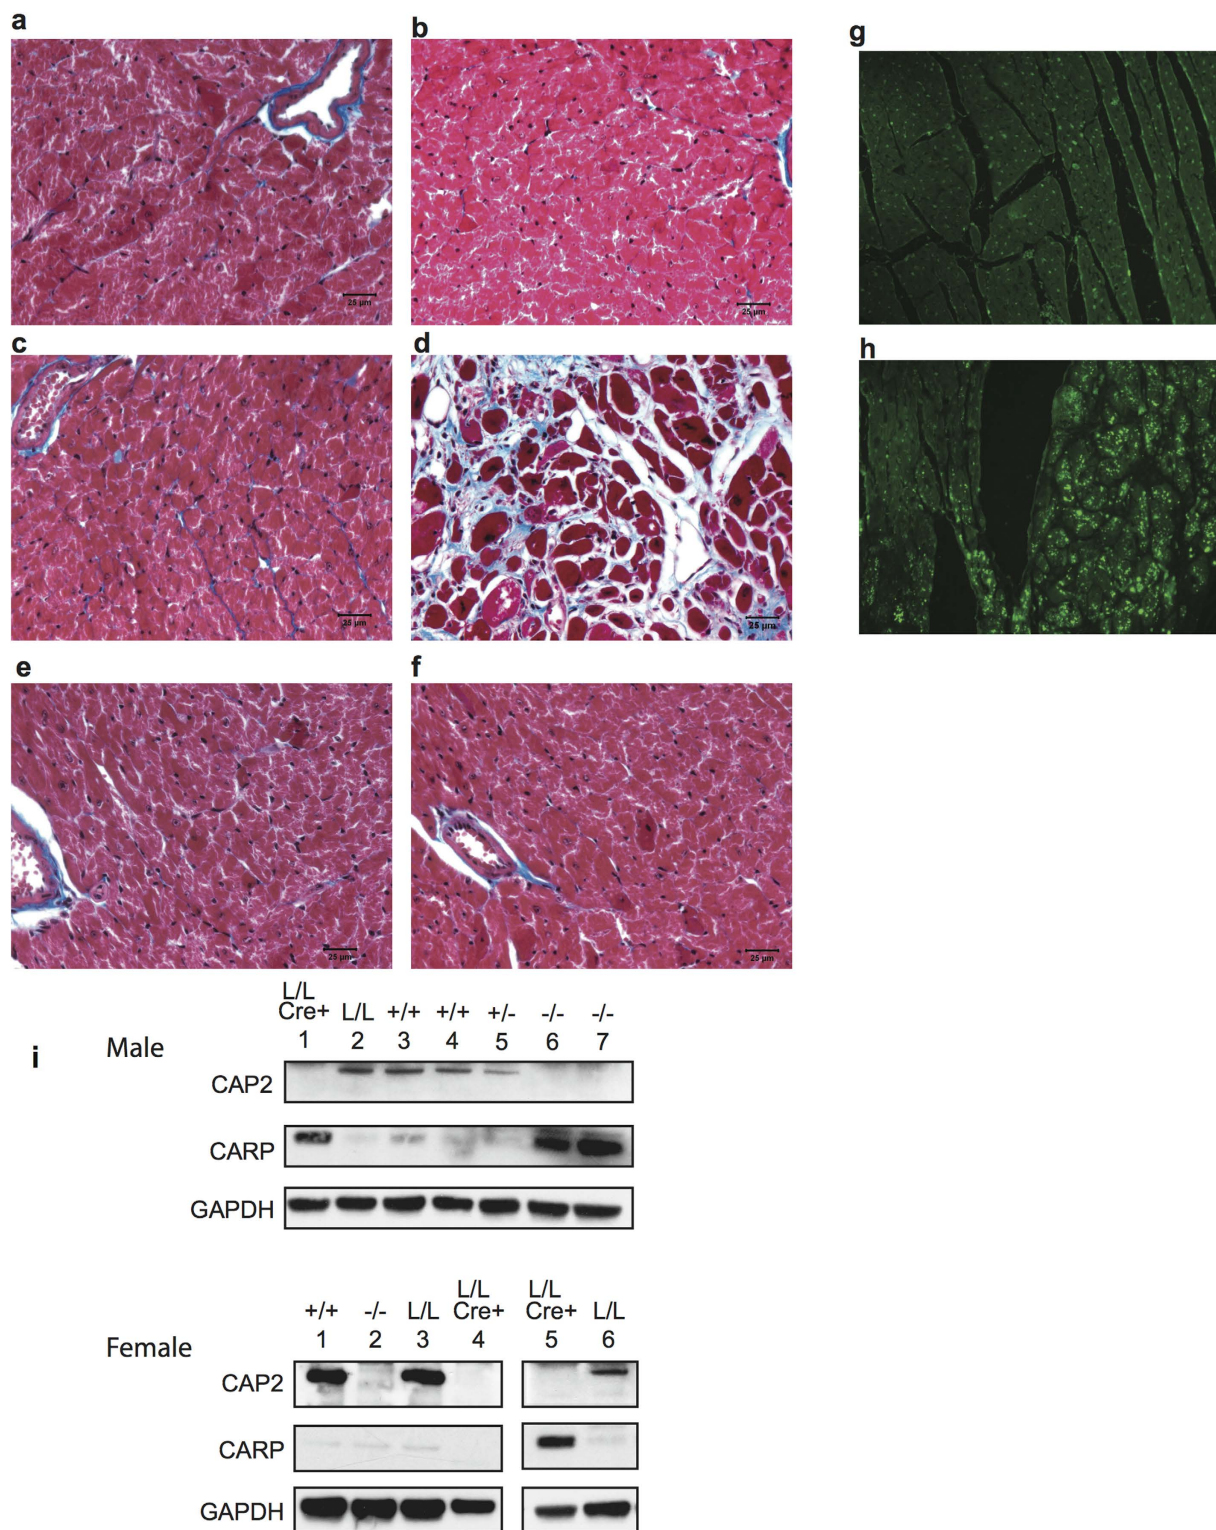 a
b
g
25 µm
25 µm
c
d
h
25 µm
25 µm
e
f
25 µm
25 µm
i
Male
L/L
Cre+ L/L +/+ +/+ +/- -/- -/-
1 2 3 4 5 6 7
CAP2
CARP
GAPDH
Female
L/L L/L
+/+ -/- L/L Cre+ Cre+ L/L
1 2 3 4 5 6
CAP2
CARP
GAPDH